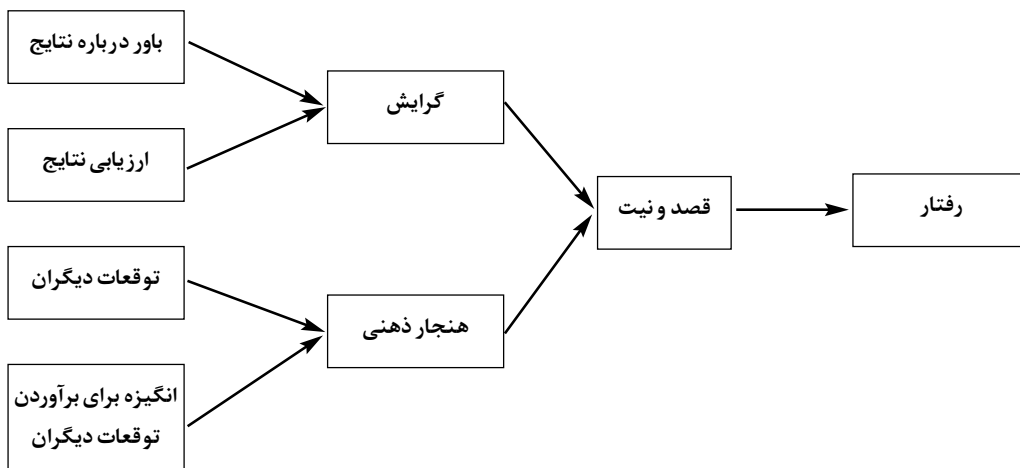 باور درباره نتایج
گرایش
ارزیابی نتایج
قصد و نیت
رفتار
توقعات دیگران
هنجار ذهنی
انگیزه برای برآوردن
توقعات دیگران